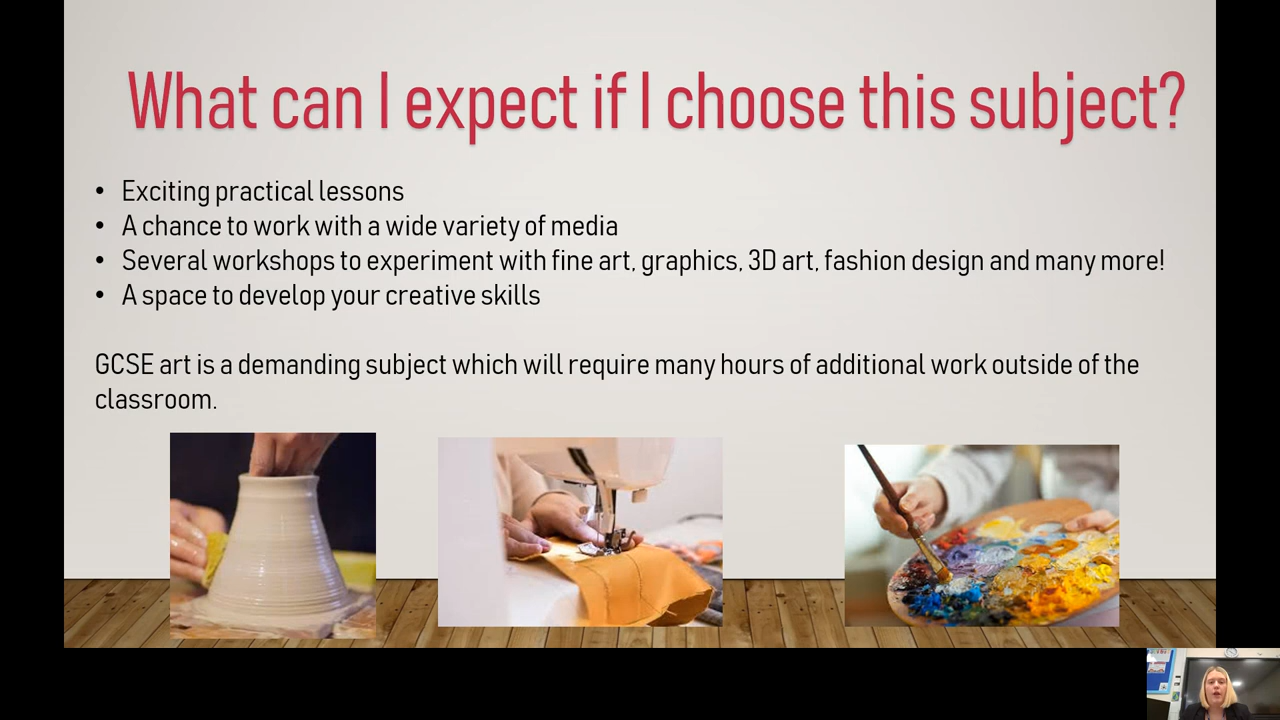 What can I expect if I choose this subject?
• Exciting practical lessons
• A chance to work with a wide variety of media
• Several workshops to experiment with fine art, graphics, 3D art, fashion design and many more!
• A space to develop your creative skills
GCSE art is a demanding subject which will require many hours of additional work outside of the
classroom.